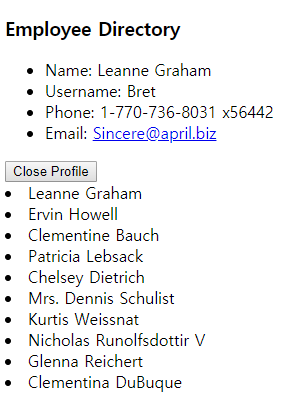 Employee Directory
Name: Leanne Graham
Username: Bret
Phone: 1-770-736-8031 x56442
Email: Sincere@april.biz
Close Profile
Leanne Graham
Ervin Howell
Clementine Bauch
Patricia Lebsack
Chelsey Dietrich
Mrs. Dennis Schulist
Kurtis Weissnat
Nicholas Runolfsdottir V
Glenna Reichert
Clementina DuBuque